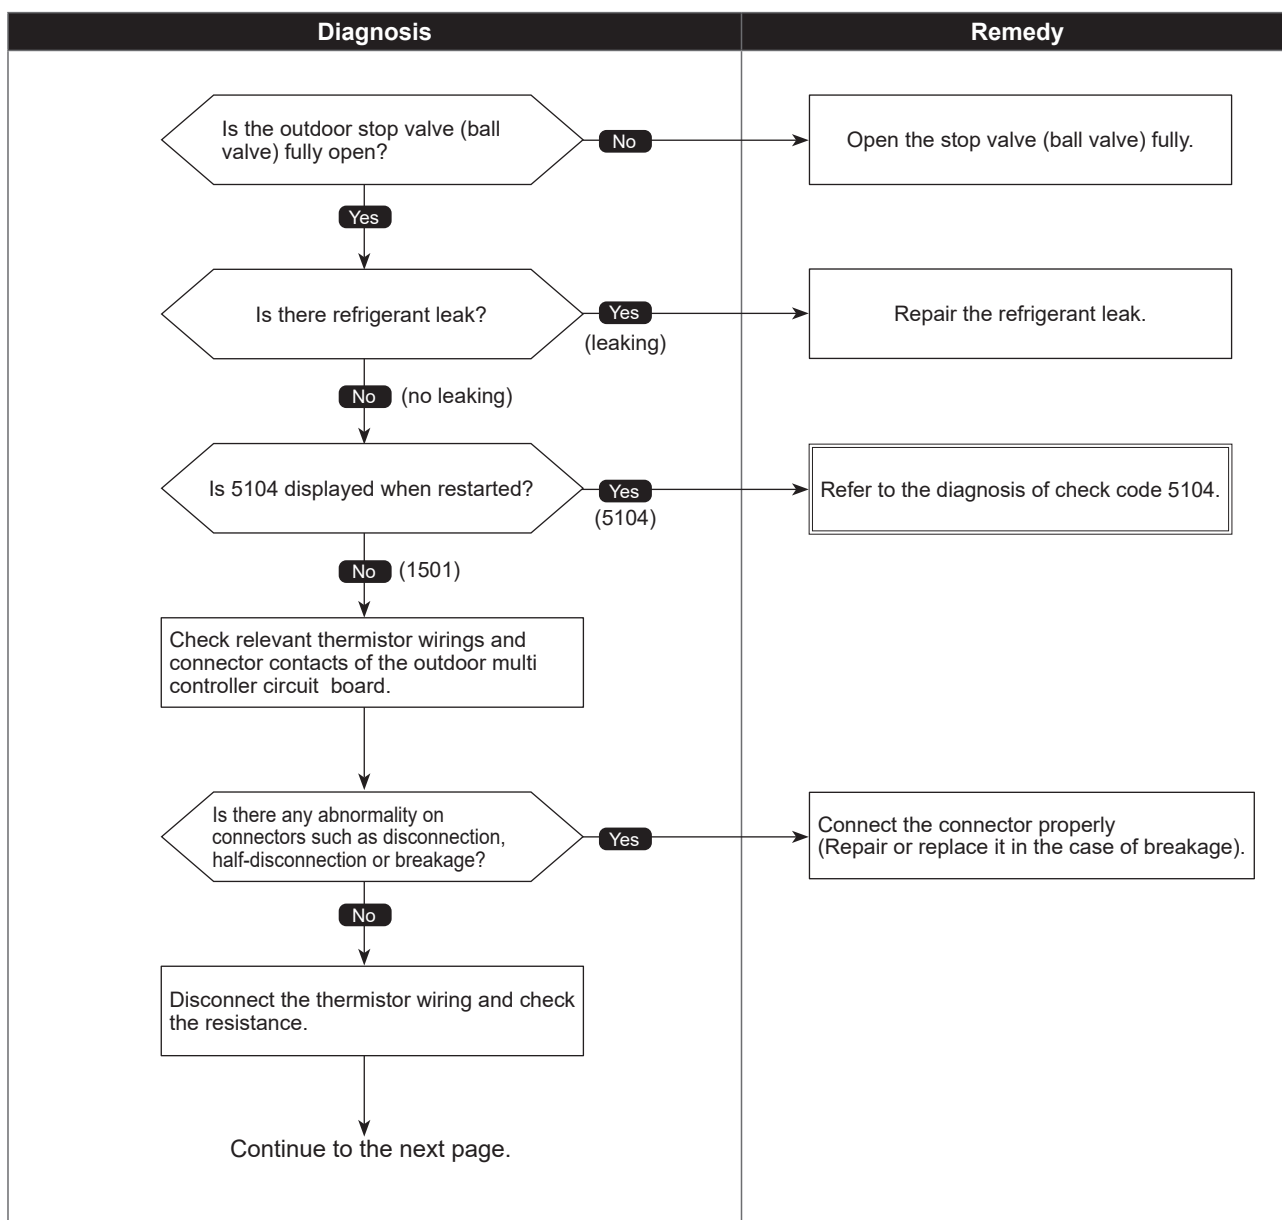 Diagnosis
Remedy
Is the outdoor stop valve (ball
valve) fully open?
No
Open the stop valve (ball valve) fully.
Yes
Is there refrigerant leak?
Yes
(leaking)
Repair the refrigerant leak.
No (no leaking)
Is 5104 displayed when restarted?
Yes
(5104)
Refer to the diagnosis of check code 5104.
No (1501)
Check relevant thermistor wirings and
connector contacts of the outdoor multi
controller circuit board.
Is there any abnormality on
connectors such as disconnection,
half-disconnection or breakage?
Yes
Connect the connector properly
(Repair or replace it in the case of breakage).
No
Disconnect the thermistor wiring and check
the resistance.
Continue to the next page.